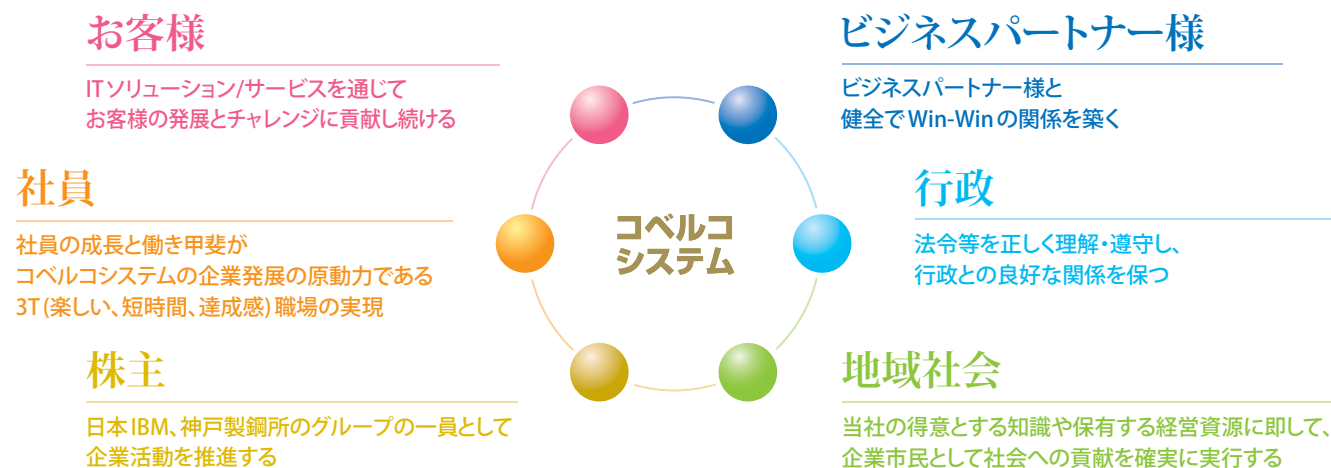 お客様
ITソリューション/サービスを通じて
お客様の発展とチャレンジに貢献し続ける
ビジネスパートナー様
ビジネスパートナー様と
健全でWin-Winの関係を築く
社員
社員の成長と働き甲斐が
コベルコシステムの企業発展の原動力である
3T(楽しい、短時間、達成感)職場の実現
コベルコ
システム
行政
法令等を正しく理解・遵守し、
行政との良好な関係を保つ
株主
日本IBM、神戸製鋼所のグループの一員として
企業活動を推進する
地域社会
当社の得意とする知識や保有する経営資源に即して、
企業市民として社会への貢献を確実に実行する